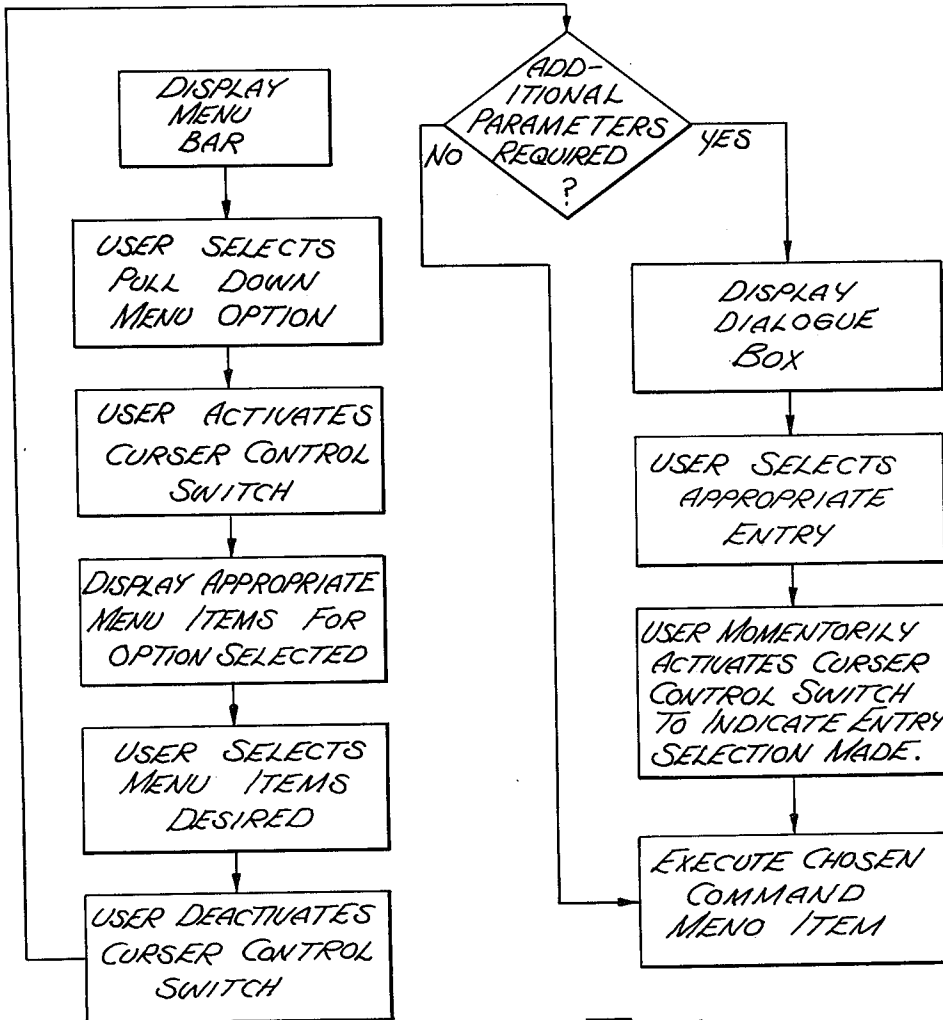 DISPLAY
MENU
BAR
USER SELECTS
PULL DOWN
MENU OPTION
USER ACTIVATES
CURSER CONTROL
SWITCH
DISPLAY APPROPRIATE
MENU ITEMS FOR
OPTION SELECTED
USER SELECTS
MENU ITEMS
DESIRED
USER DEACTIVATES
CURSER CONTROL
SWITCH
ADD-
ITIONAL
PARAMETERS
REQUIRED
?
NO
YES
DISPLAY
DIALOGUE
BOX
USER SELECTS
APPROPRIATE
ENTRY
USER MOMENTORILY
ACTIVATES CURSER
CONTROL SWITCH
TO INDICATE ENTRY
SELECTION MADE.
EXECUTE CHOSEN
COMMAND
MENO ITEM